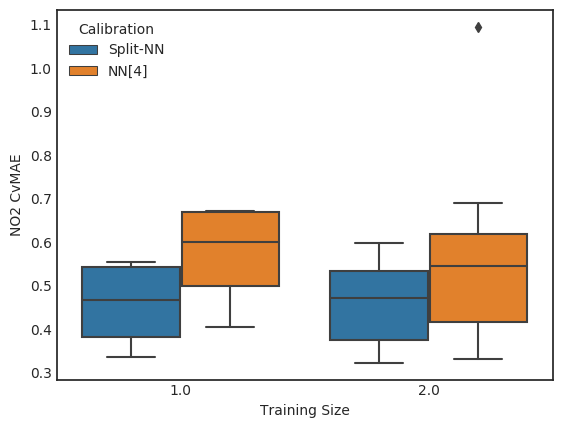 Calibration
Split-NN
NN[4]
NO2 CvMAE
1.1
1.0
0.9
0.8
0.7
0.6
0.5
0.4
0.3
1.0
2.0
Training Size